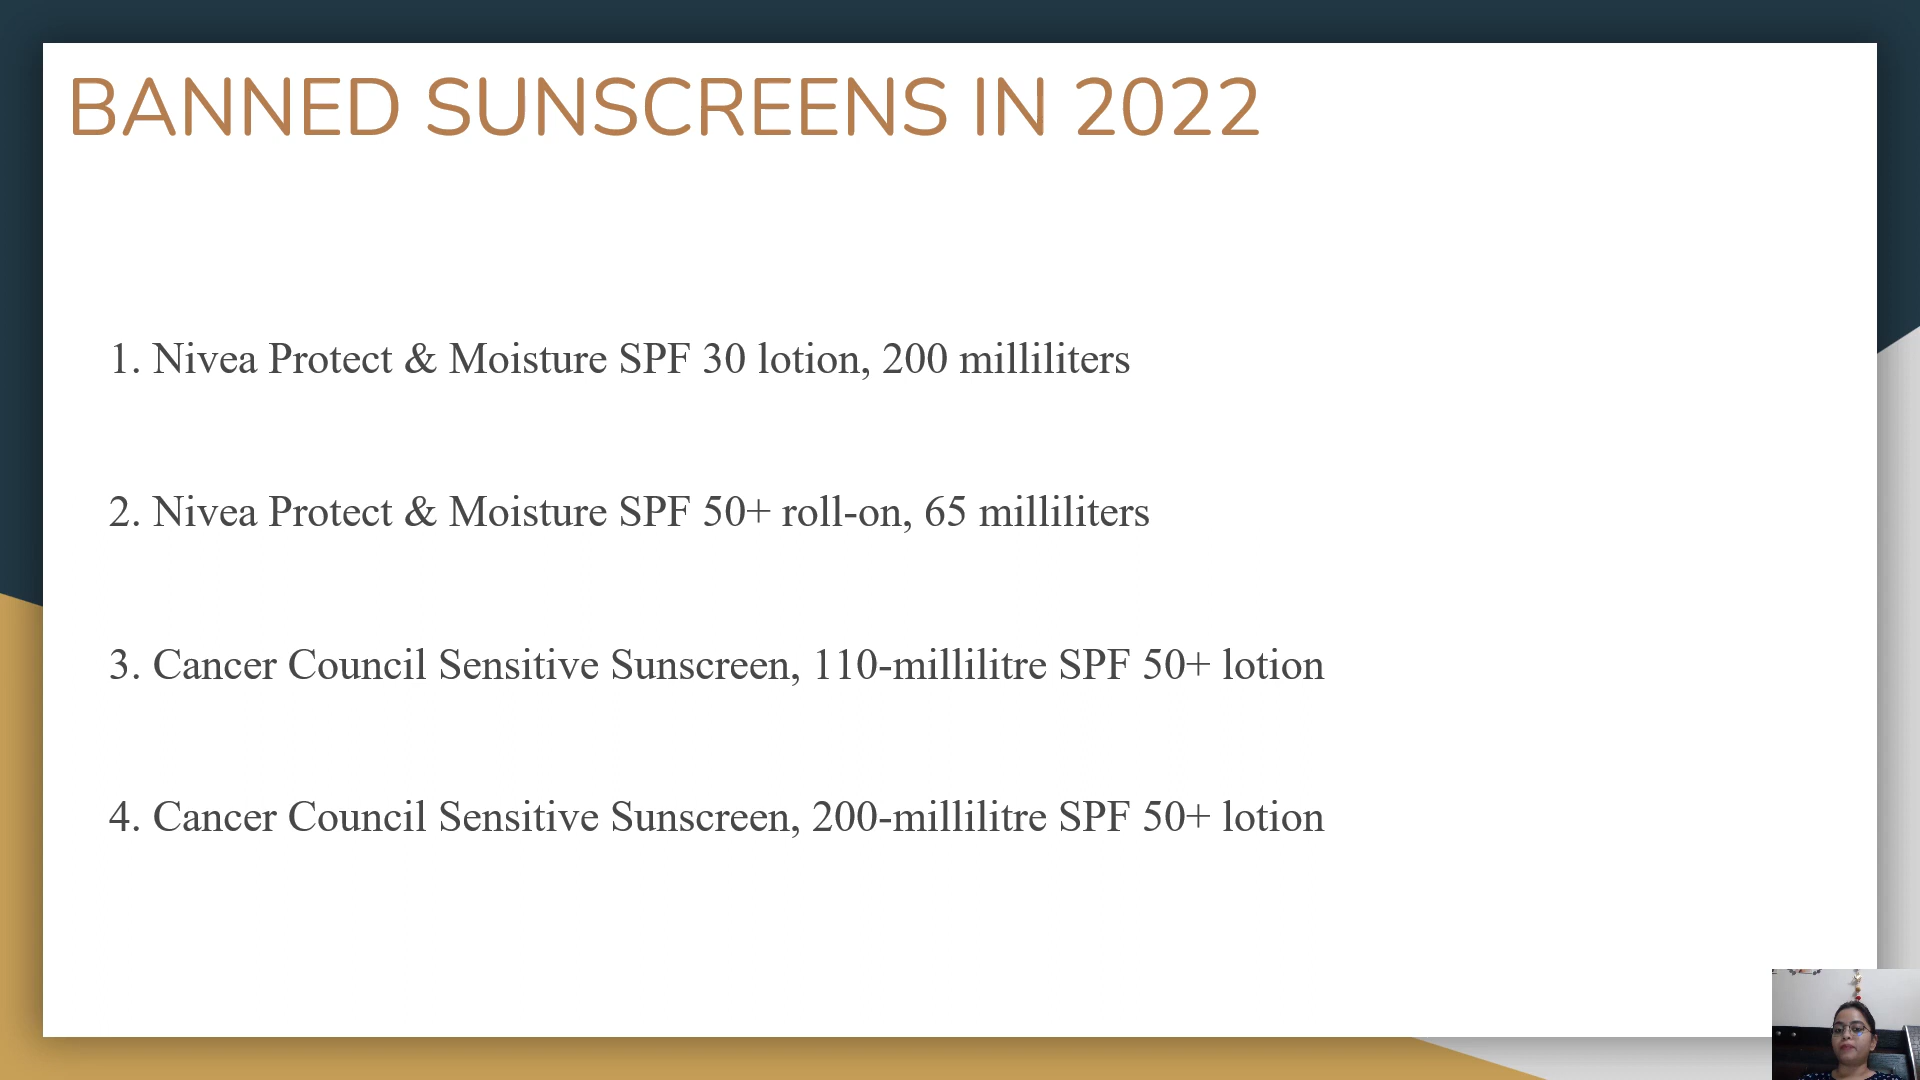 BANNED SUNSCREENS IN 2022
1. Nivea Protect & Moisture SPF 30 lotion, 200 milliliters
2. Nivea Protect & Moisture SPF 50+ roll-on, 65 milliliters
3. Cancer Council Sensitive Sunscreen, 110-millilitre SPF 50+ lotion
4. Cancer Council Sensitive Sunscreen, 200-millilitre SPF 50+ lotion